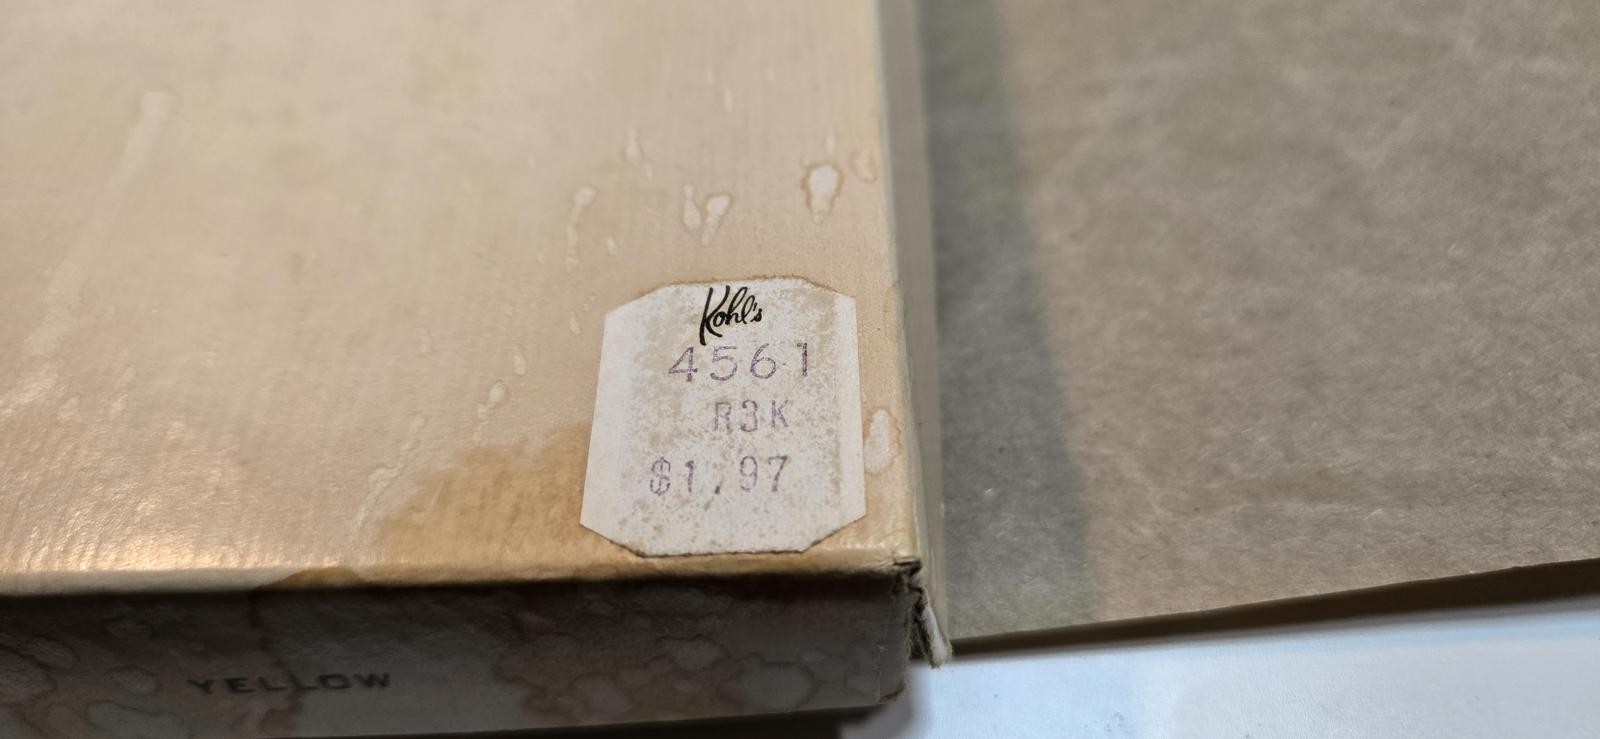 Kohl's
4561
R3K
$1.97
YELLOW